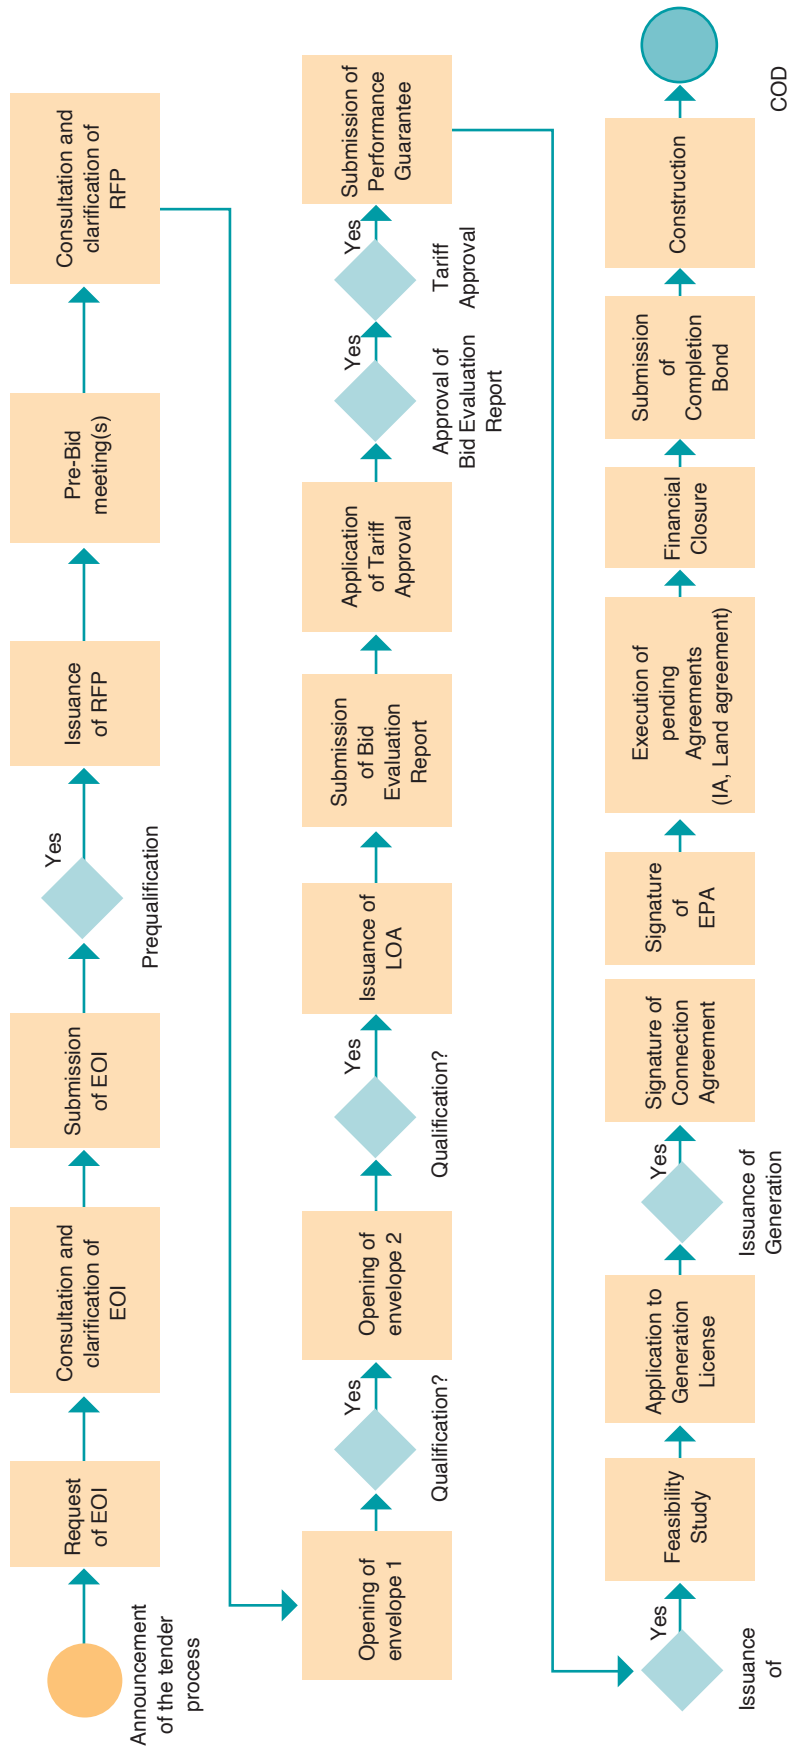 Announcement
of the tender
process
Request
of EOI
Consultation and
clarification of
EOI
Submission
of EOI
Prequalification
Yes
Issuance
of RFP
Pre-Bid
meeting(s)
Consultation and
clarification of
RFP
Opening of
envelope 1
Qualification?
Yes
Opening of
envelope 2
Qualification?
Yes
Issuance of
LOA
Submission
of Bid
Evaluation
Report
Application
of Tariff
Approval
Approval of
Bid Evaluation
Report
Yes
Tariff
Approval
Yes
Submission of
Performance
Guarantee
Issuance
of
Yes
Feasibility
Study
Application to
Generation
License
Issuance of
Generation
Yes
Signature of
Connection
Agreement
Signature
of
EPA
Execution of
pending
Agreements
(IA, Land agreement)
Financial
Closure
Submission
of
Completion
Bond
Construction
COD